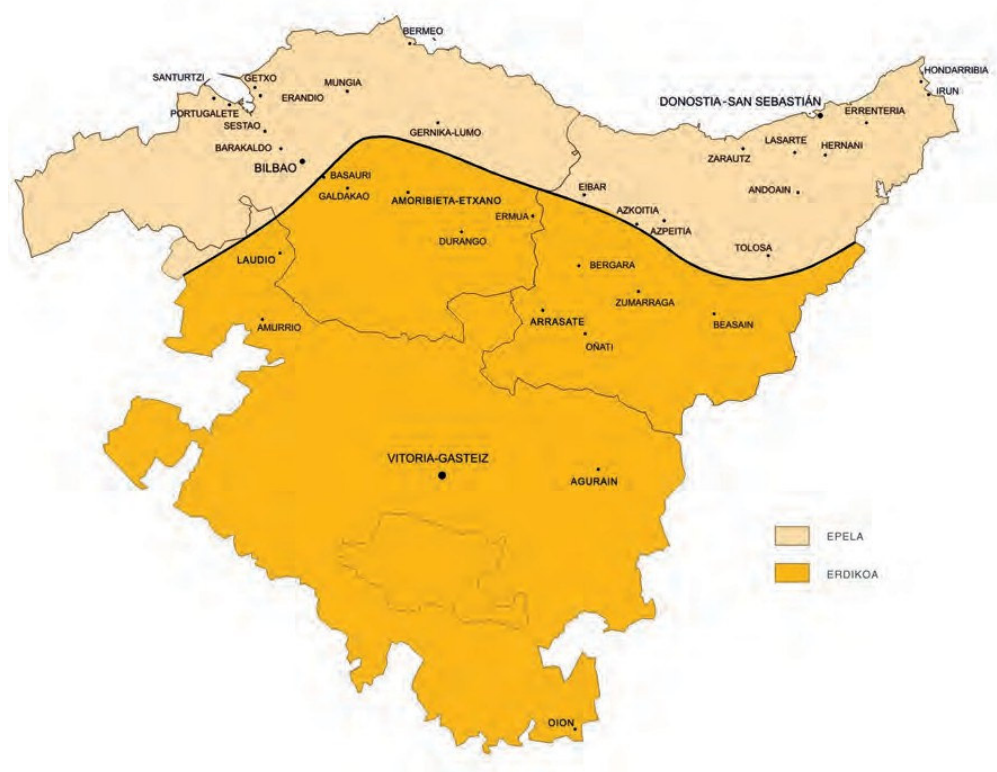 BERMEO
SANTURTZI
GETXO
MUNGIA
ERANDIO
PORTUGALETE
SESTAO
GERNIKA-LUMO
BARAKALDO
BILBAO
HONDARRIBIA
IRUN
DONOSTIA-SAN SEBASTIÁN
ERRENTERIA
LASARTE
HERNANI
ZARAUTZ
BASAURI
GALDAKAO
AMORIBIETA-ETXANO
EIBAR
ANDOAIN
ERMUA
AZKOITIA
AZPEITIA
DURANGO
TOLOSA
LAUDIO
BERGARA
ZUMARRAGA
AMURRIO
ARRASATE
BEASAIN
OÑATI
VITORIA-GASTEIZ
AGURAIN
EPELA
ERDIKOA
OION